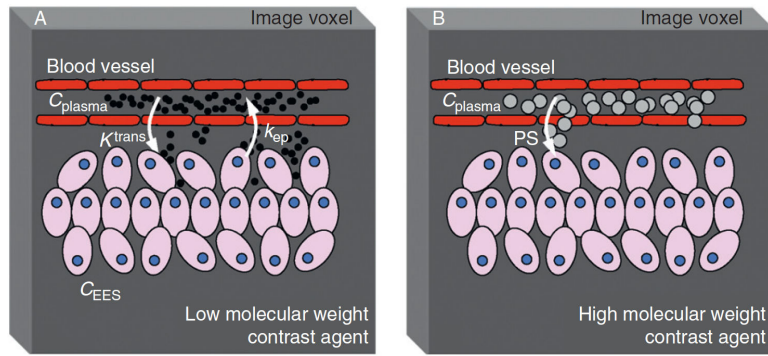 A
Image voxel
Blood vessel
Cplasma
Ktrans
kep
CEES
Low molecular weight
contrast agent
B
Image voxel
Blood vessel
Cplasma
PS
High molecular weight
contrast agent